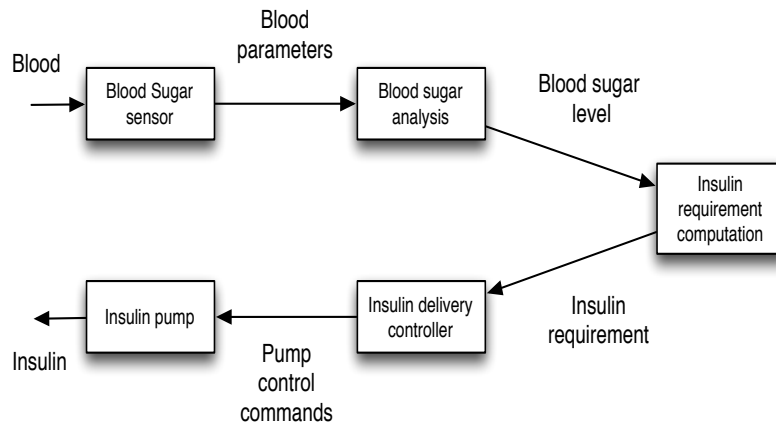 Blood
Blood Sugar
sensor
Blood
parameters
Blood sugar
analysis
Blood sugar
level
Insulin
requirement
computation
Insulin
requirement
Insulin delivery
controller
Pump
control
commands
Insulin pump
Insulin